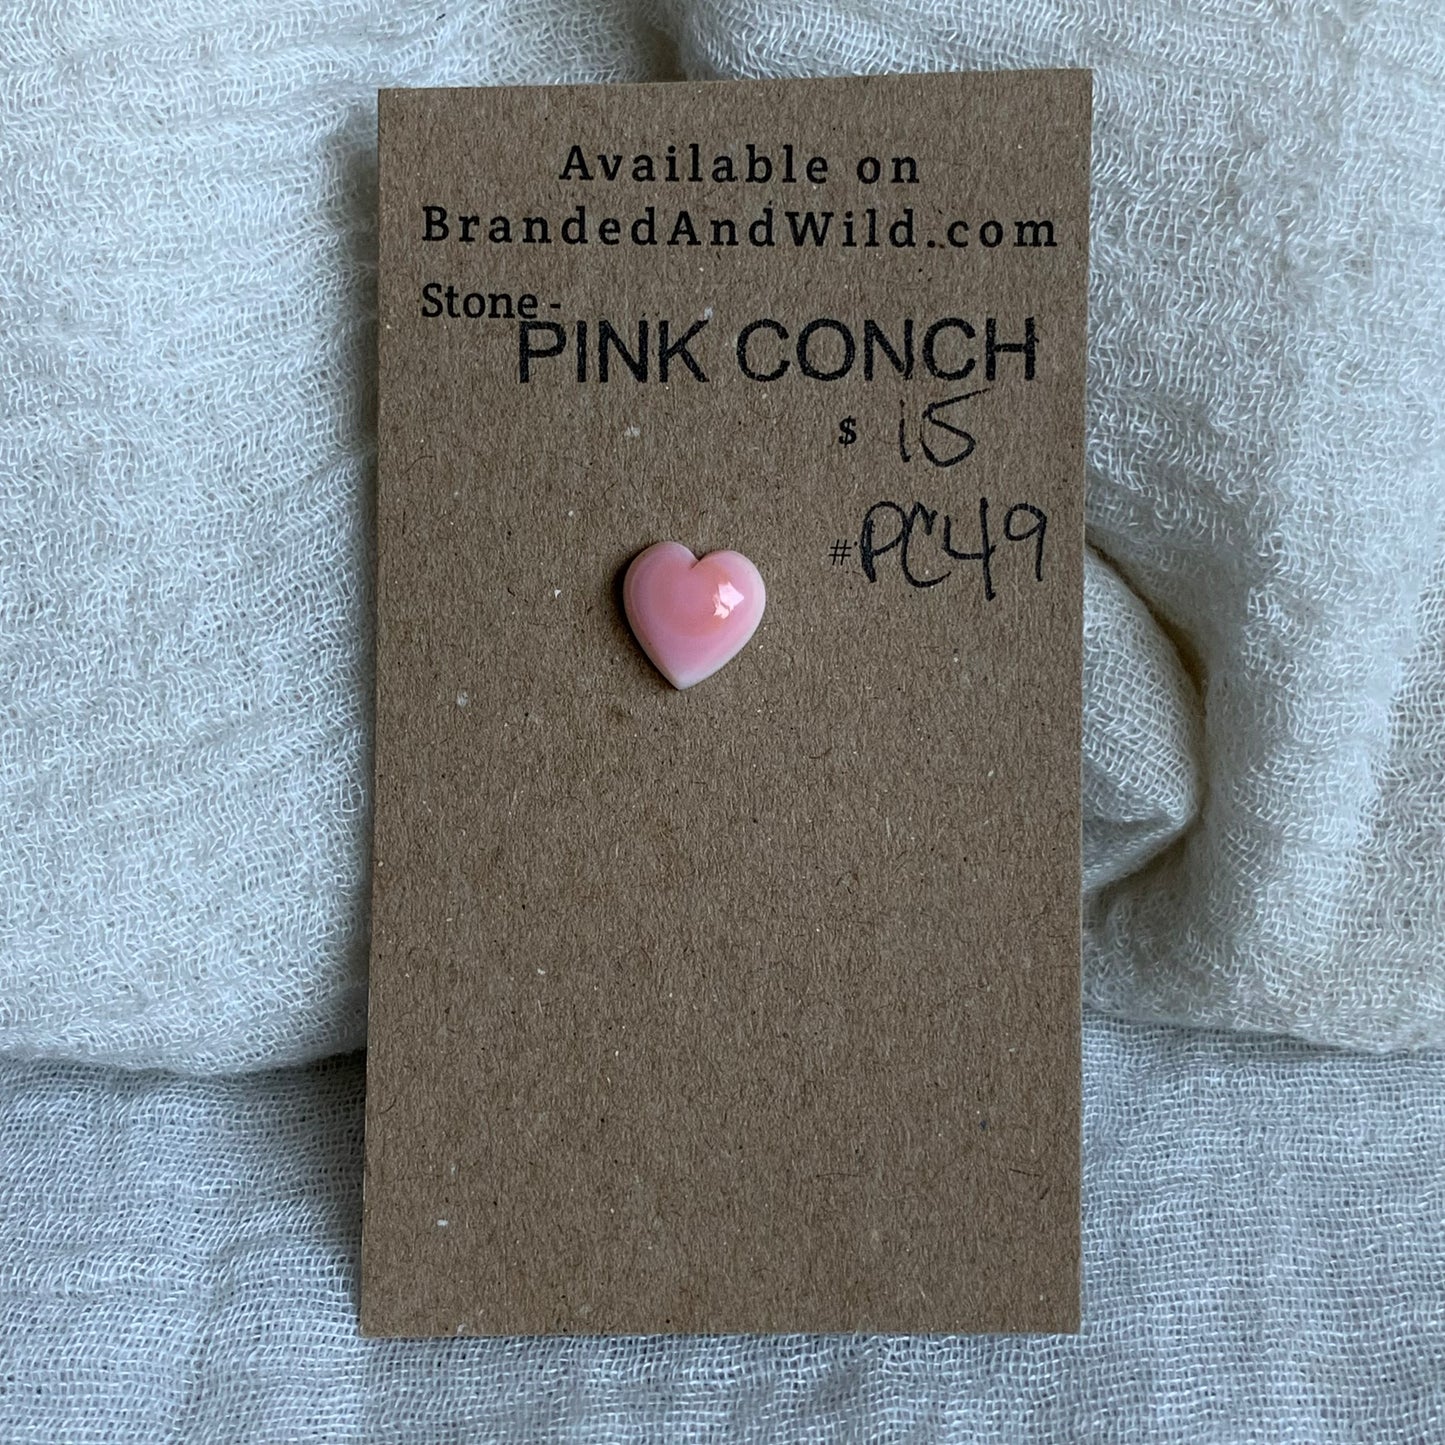 Available on
BrandedAndWild.com
Stone -
PINK CONCH
$ 15
# PC49